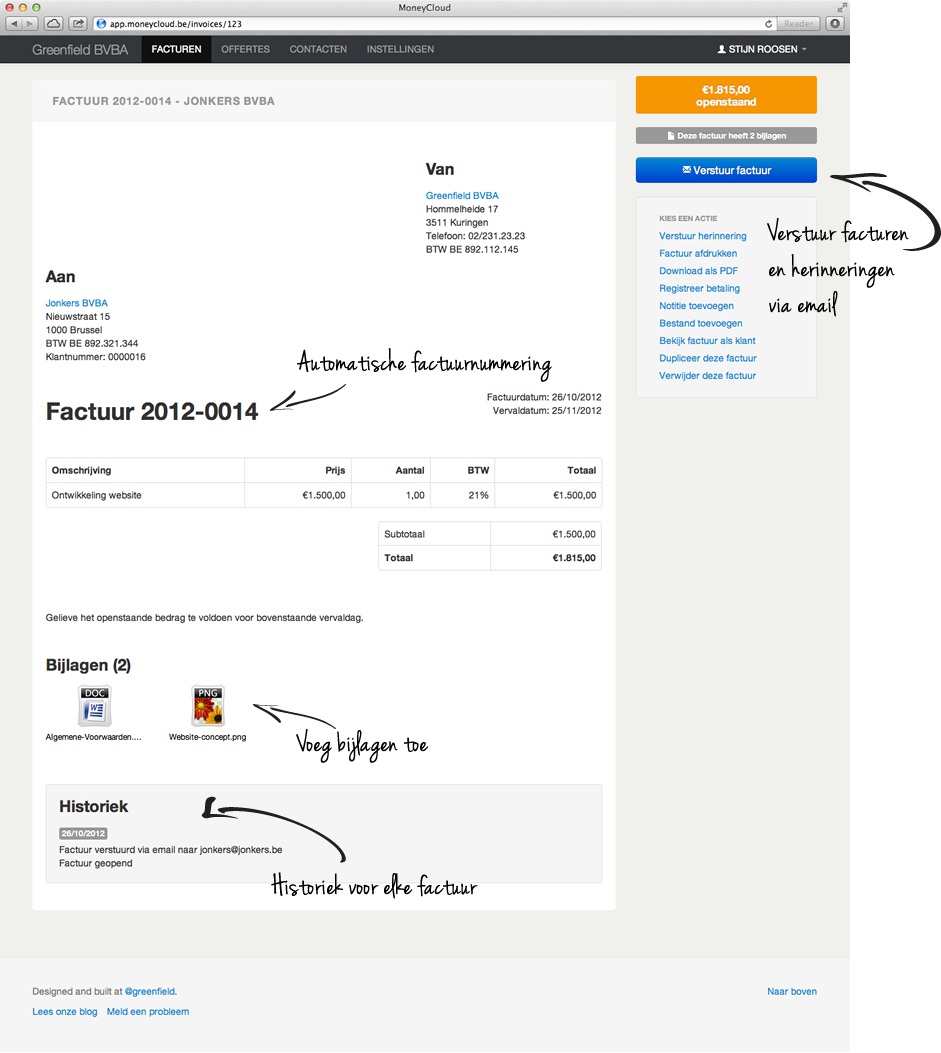 MoneyCloud
app.moneycloud.be/invoices/123
Reader
Greenfield BVBA FACTUREN OFFERTES CONTACTEN INSTELLINGEN STIJN ROOSEN
FACTUUR 2012-0014 - JONKERS BVBA
€1.815,00
openstaand
Deze factuur heeft 2 bijlagen
Verstuur factuur
Van
Greenfield BVBA
Hommelheide 17
3511 Kuringen
Telefoon: 02/231.23.23
BTW BE 892.112.145
KIES EEN ACTIE
Verstuur herinnering
Factuur afdrukken
Download als PDF
Registreer betaling
Notitie toevoegen
Bestand toevoegen
Bekijk factuur als klant
Dupliceer deze factuur
Verwijder deze factuur
Verstuur facturen
en herinneringen
via email
Aan
Jonkers BVBA
Nieuwstraat 15
1000 Brussel
BTW BE 892.321.344
Klantnummer: 0000016
Automatische factuurnummering
Factuur 2012-0014
Factuurdatum: 26/10/2012
Vervaldatum: 25/11/2012
Omschrijving Prijs Aantal BTW Totaal
Ontwikkeling website €1.500,00 1,00 21% €1.500,00
Subtotaal €1.500,00
Totaal €1.815,00
Gelieve het openstaande bedrag te voldoen voor bovenstaande vervaldag.
Bijlagen (2)
DOC PNG
Algemene-Voorwaarden.... Website-concept.png
Voeg bijlagen toe
Historiek
26/10/2012
Factuur verstuurd via email naar jonkers@jonkers.be
Factuur geopend
Historiek voor elke factuur
Designed and built at @greenfield.
Naar boven
Lees onze blog Meld een probleem